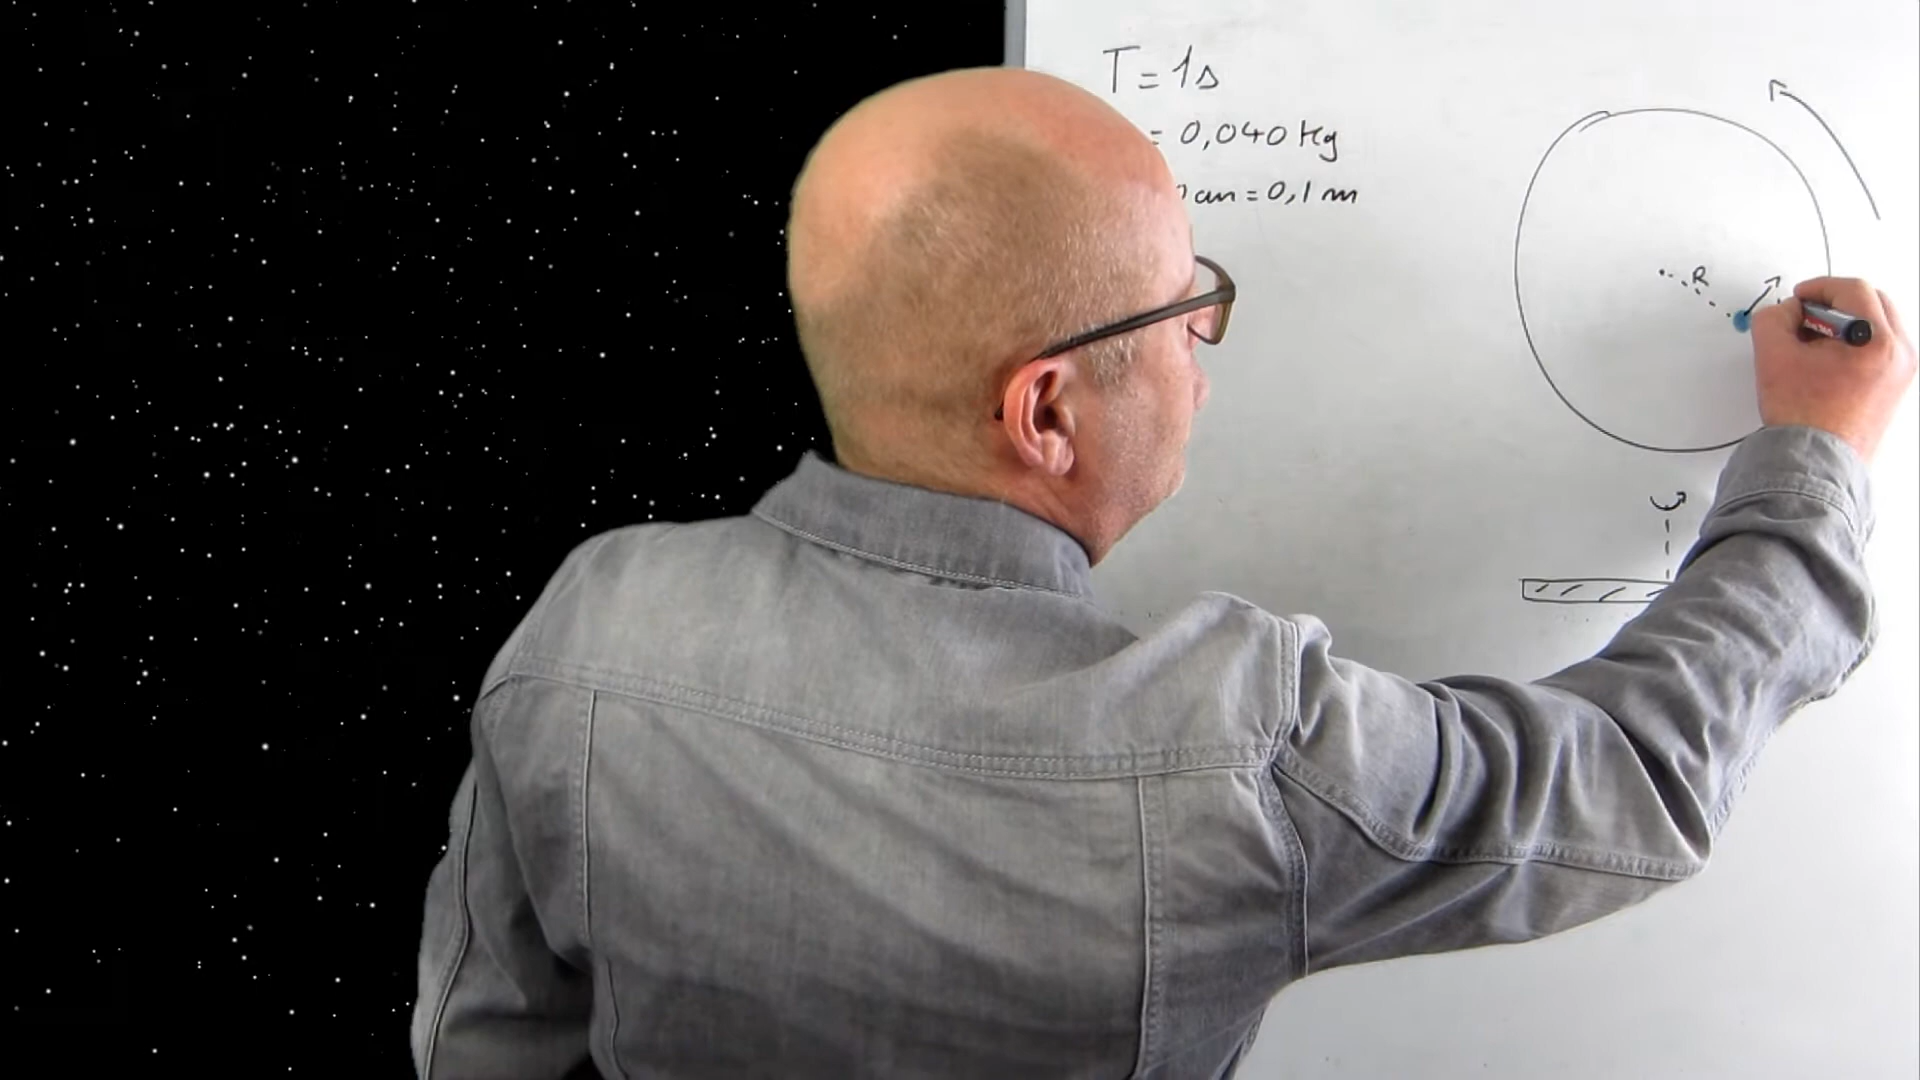 T = 1s
= 0,040 Kg
cm = 0,1 m
R